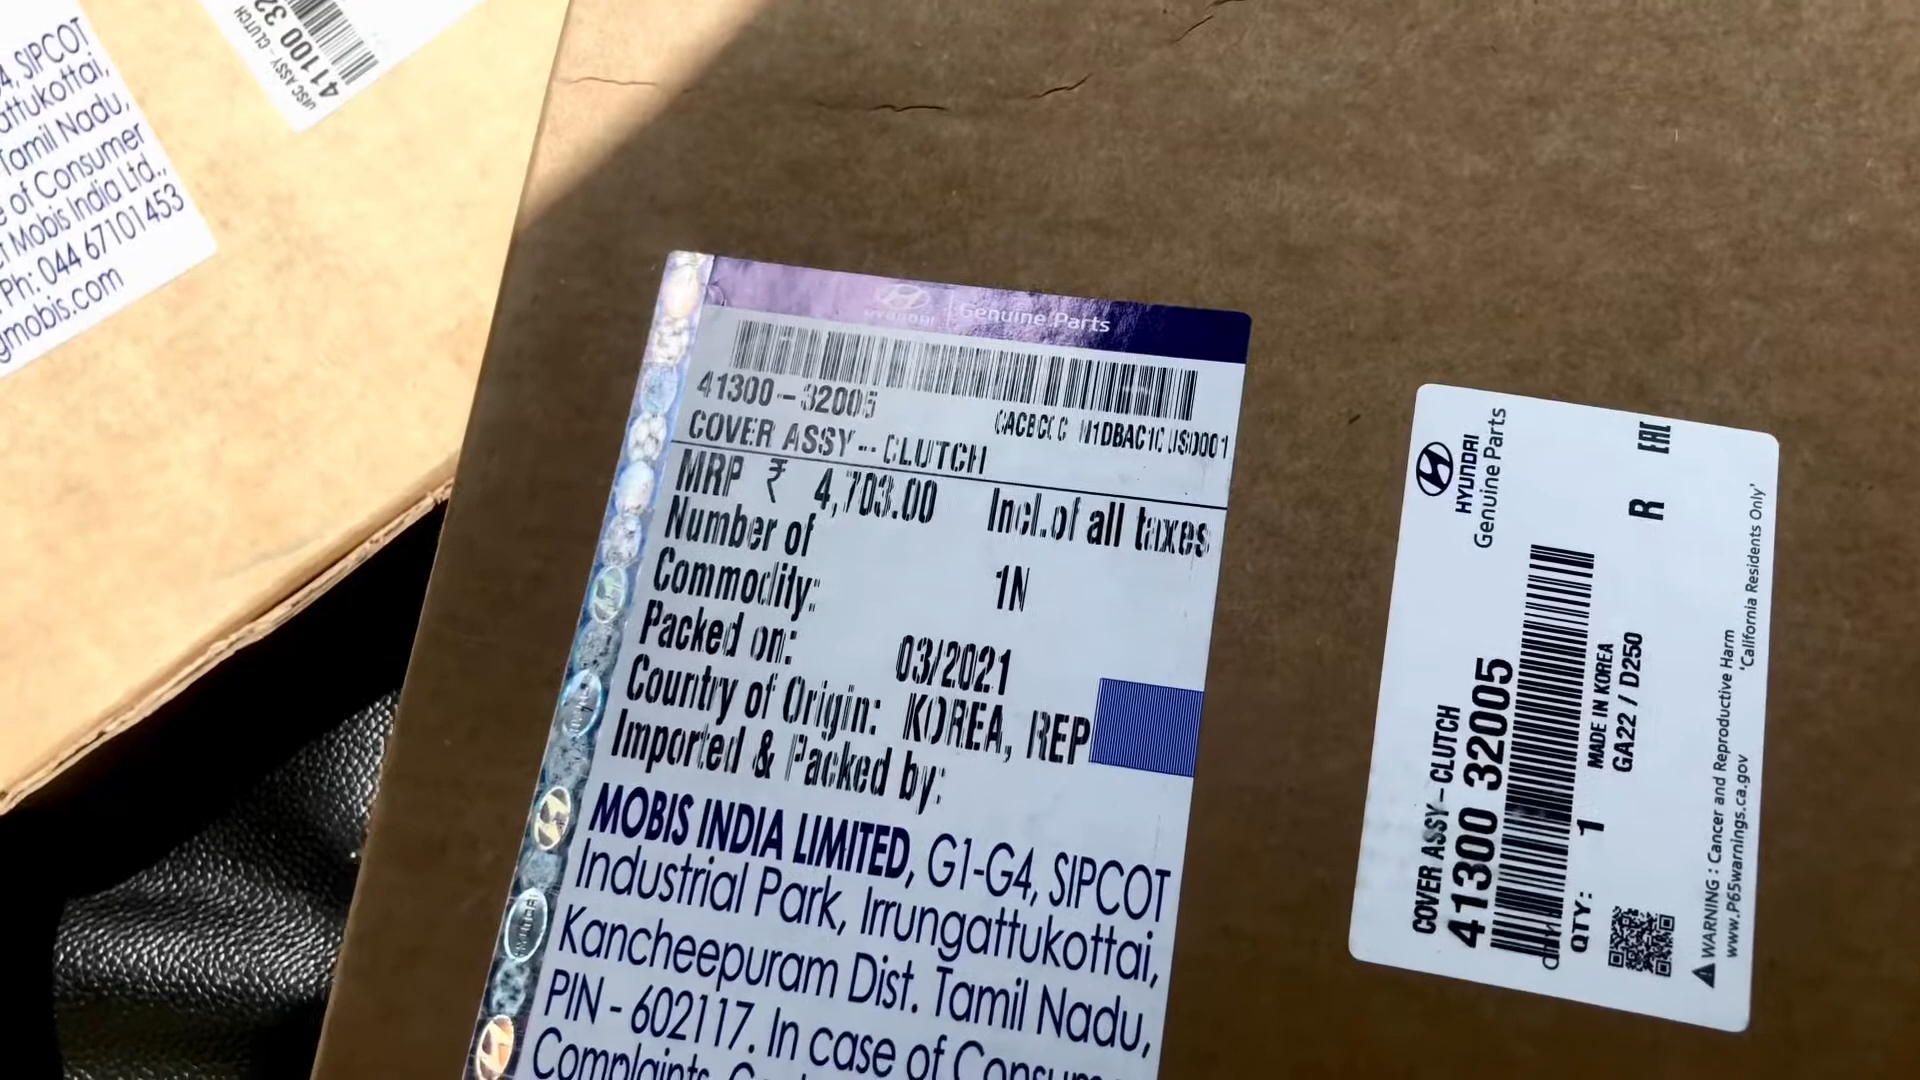 4, SIPCOT
attukottai,
Tamil Nadu,
e of Consumer
ct Mobis India Ltd.,
Ph: 044 67101453
gmobis.com
DISC ASSY-CLUTCH
41100 32
HYUNDAI | Genuine Parts
41300-32005
COVER ASSY--CLUTCH
MRP ₹ 4,703.00 Incl.of all taxes
Number of
Commodity: 1N
Packed on: 03/2021
Country of Origin: KOREA, REP
Imported & Packed by:
MOBIS INDIA LIMITED, G1-G4, SIPCOT
Industrial Park, Irrungattukottai,
Kancheepuram Dist. Tamil Nadu,
PIN - 602117. In case of Consum
Complaints,
HYUNDAI
Genuine Parts
EAC
R
COVER ASSY-CLUTCH
41300 32005
QTY: 1
MADE IN KOREA
GA22 / D250
WARNING : Cancer and Reproductive Harm
www.P65warnings.ca.gov 'California Residents Only'